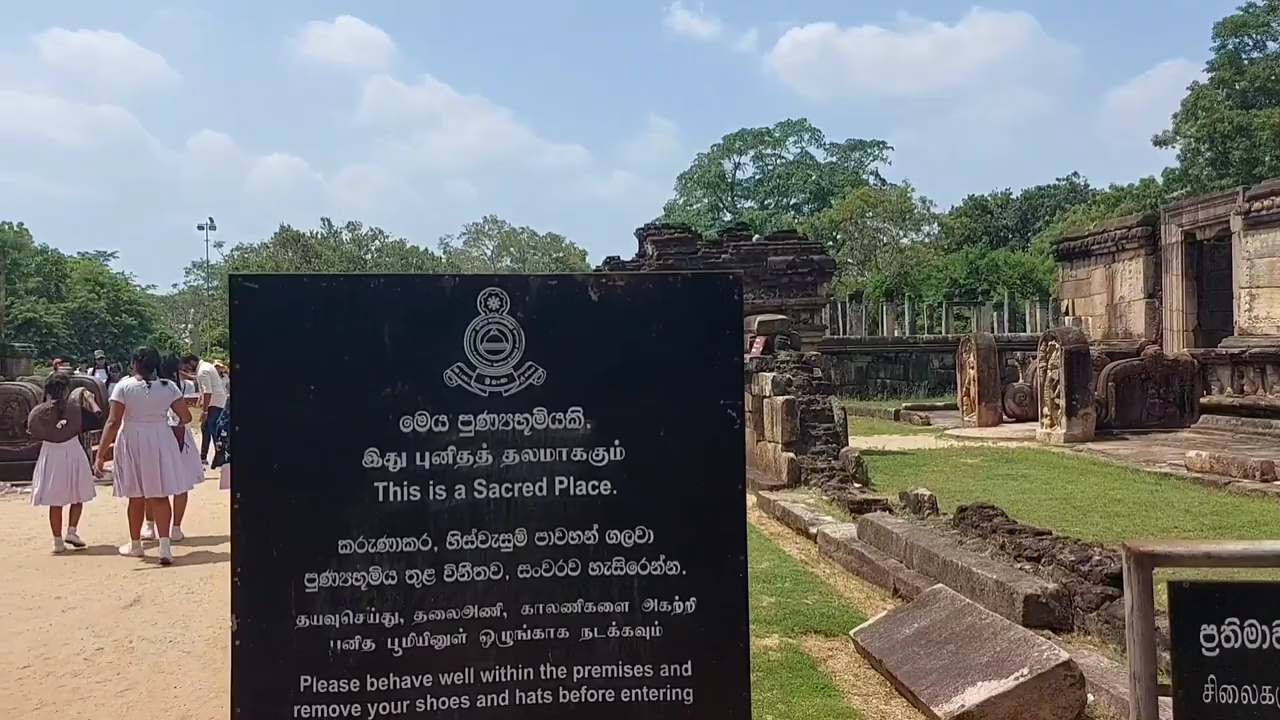 මෙය පුණ්‍යභූමියකි.
இது புனிதத் தலமாககும்
This is a Sacred Place.
කරුණාකර, හිස්වැසුම් පාවහන් ගලවා
පුණ්‍යභූමිය තුළ විනීතව, සංවරව හැසිරෙන්න.
தயவுசெய்து, தலைஅணி, காலணிகளை அகற்றி
புனித பூமியினுள் ஒழுங்காக நடக்கவும்
Please behave well within the premises and
remove your shoes and hats before entering